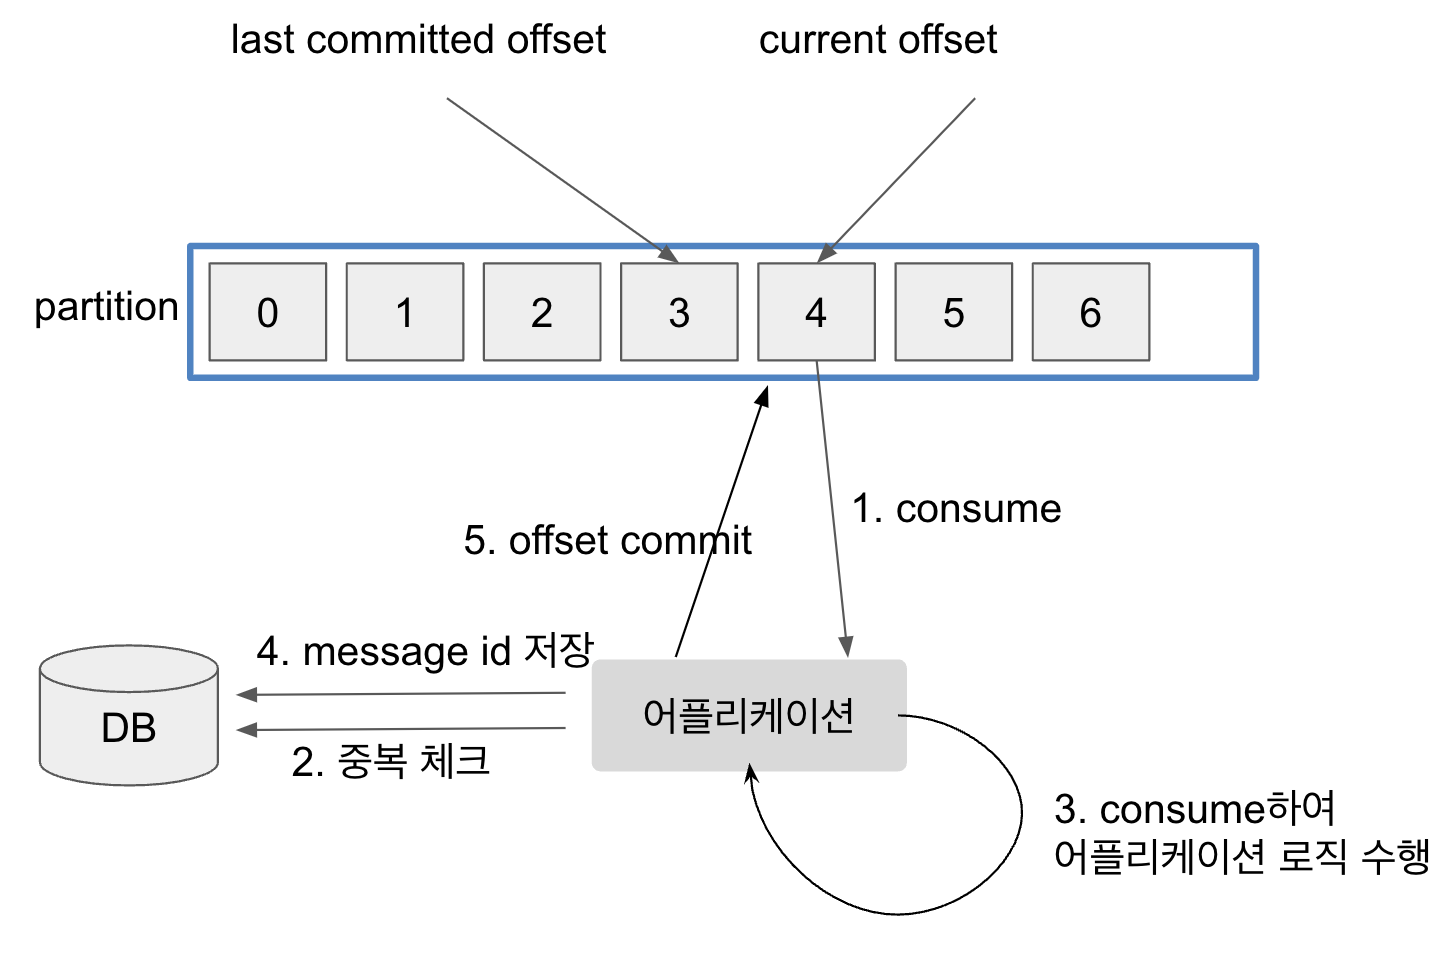 last committed offset
current offset
partition
0
1
2
3
4
5
6
1. consume
5. offset commit
4. message id 저장
DB
어플리케이션
2. 중복 체크
3. consume하여
어플리케이션 로직 수행